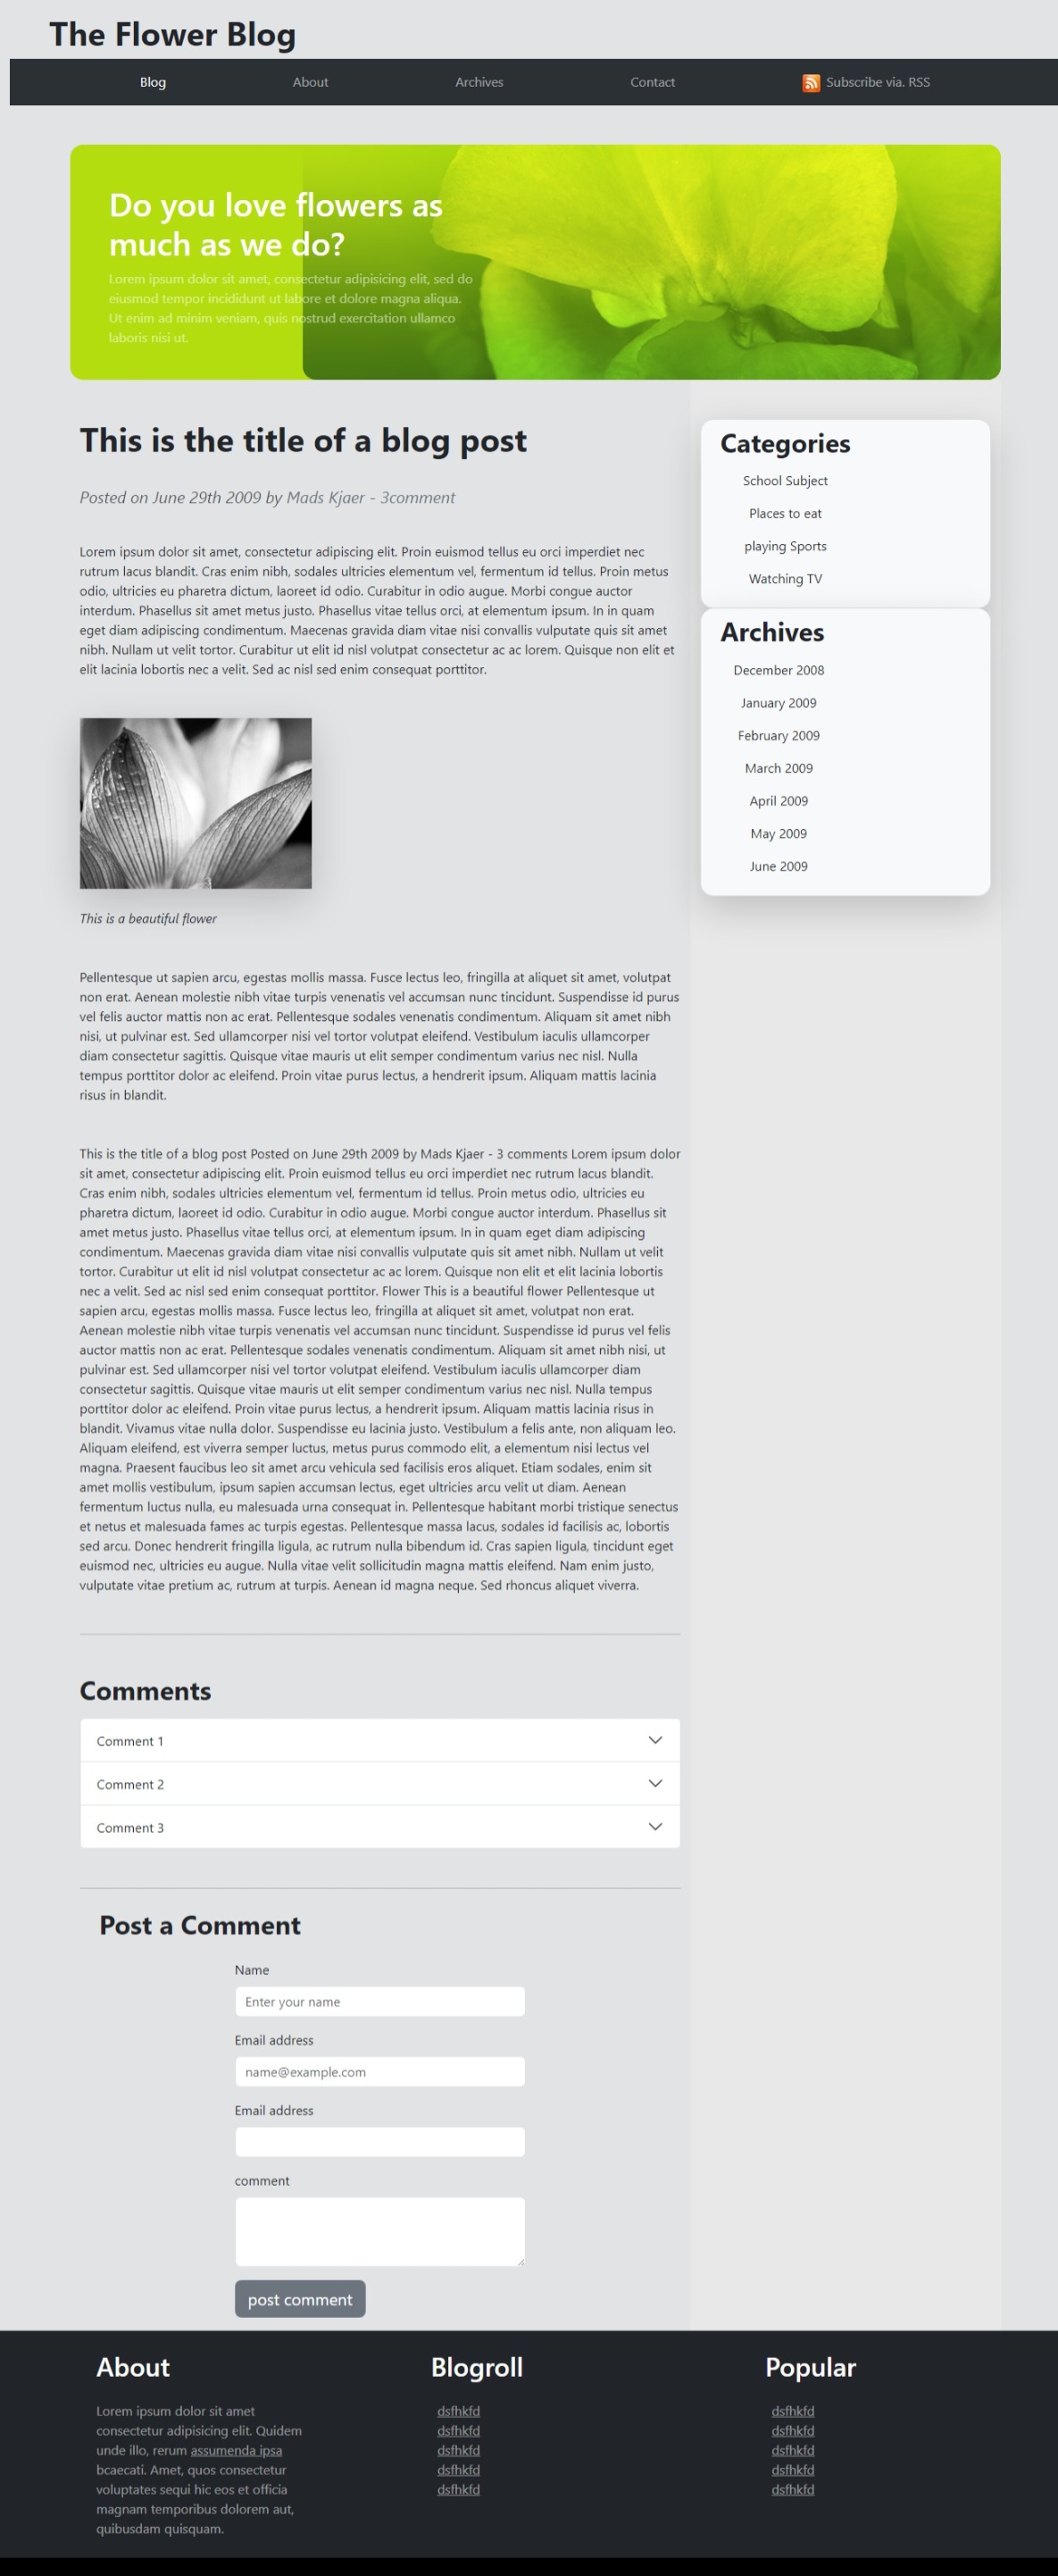 The Flower Blog
Blog
About
Archives
Contact
Subscribe via. RSS
Do you love flowers as
much as we do?
Lorem ipsum dolor sit amet, consectetur adipisicing elit, sed do
eiusmod tempor incididunt ut labore et dolore magna aliqua.
Ut enim ad minim veniam, quis nostrud exercitation ullamco
laboris nisi ut.
This is the title of a blog post
Posted on June 29th 2009 by Mads Kjaer - 3comment
Lorem ipsum dolor sit amet, consectetur adipiscing elit. Proin euismod tellus eu orci imperdiet nec
rutrum lacus blandit. Cras enim nibh, sodales ultricies elementum vel, fermentum id tellus. Proin metus
odio, ultricies eu pharetra dictum, laoreet id odio. Curabitur in odio augue. Morbi congue auctor
interdum. Phasellus sit amet metus justo. Phasellus vitae tellus orci, at elementum ipsum. In in quam
eget diam adipiscing condimentum. Maecenas gravida diam vitae nisi convallis vulputate quis sit amet
nibh. Nullam ut velit tortor. Curabitur ut elit id nisl volutpat consectetur ac ac lorem. Quisque non elit et
elit lacinia lobortis nec a velit. Sed ac nisl sed enim consequat porttitor.
This is a beautiful flower
Pellentesque ut sapien arcu, egestas mollis massa. Fusce lectus leo, fringilla at aliquet sit amet, volutpat
non erat. Aenean molestie nibh vitae turpis venenatis vel accumsan nunc tincidunt. Suspendisse id purus
vel felis auctor mattis non ac erat. Pellentesque sodales venenatis condimentum. Aliquam sit amet nibh
nisi, ut pulvinar est. Sed ullamcorper nisi vel tortor volutpat eleifend. Vestibulum iaculis ullamcorper
diam consectetur sagittis. Quisque vitae mauris ut elit semper condimentum varius nec nisl. Nulla
tempus porttitor dolor ac eleifend. Proin vitae purus lectus, a hendrerit ipsum. Aliquam mattis lacinia
risus in blandit.
This is the title of a blog post Posted on June 29th 2009 by Mads Kjaer - 3 comments Lorem ipsum dolor
sit amet, consectetur adipiscing elit. Proin euismod tellus eu orci imperdiet nec rutrum lacus blandit.
Cras enim nibh, sodales ultricies elementum vel, fermentum id tellus. Proin metus odio, ultricies eu
pharetra dictum, laoreet id odio. Curabitur in odio augue. Morbi congue auctor interdum. Phasellus sit
amet metus justo. Phasellus vitae tellus orci, at elementum ipsum. In in quam eget diam adipiscing
condimentum. Maecenas gravida diam vitae nisi convallis vulputate quis sit amet nibh. Nullam ut velit
tortor. Curabitur ut elit id nisl volutpat consectetur ac ac lorem. Quisque non elit et elit lacinia lobortis
nec a velit. Sed ac nisl sed enim consequat porttitor. Flower This is a beautiful flower Pellentesque ut
sapien arcu, egestas mollis massa. Fusce lectus leo, fringilla at aliquet sit amet, volutpat non erat.
Aenean molestie nibh vitae turpis venenatis vel accumsan nunc tincidunt. Suspendisse id purus vel felis
auctor mattis non ac erat. Pellentesque sodales venenatis condimentum. Aliquam sit amet nibh nisi, ut
pulvinar est. Sed ullamcorper nisi vel tortor volutpat eleifend. Vestibulum iaculis ullamcorper diam
consectetur sagittis. Quisque vitae mauris ut elit semper condimentum varius nec nisl. Nulla tempus
porttitor dolor ac eleifend. Proin vitae purus lectus, a hendrerit ipsum. Aliquam mattis lacinia risus in
blandit. Vivamus vitae nulla dolor. Suspendisse eu lacinia justo. Vestibulum a felis ante, non aliquam leo.
Aliquam eleifend, est viverra semper luctus, metus purus commodo elit, a elementum nisi lectus vel
magna. Praesent faucibus leo sit amet arcu vehicula sed facilisis eros aliquet. Etiam sodales, enim sit
amet mollis vestibulum, ipsum sapien accumsan lectus, eget ultricies arcu velit ut diam. Aenean
fermentum luctus nulla, eu malesuada urna consequat in. Pellentesque habitant morbi tristique senectus
et netus et malesuada fames ac turpis egestas. Pellentesque massa lacus, sodales id facilisis ac, lobortis
sed arcu. Donec hendrerit fringilla ligula, ac rutrum nulla bibendum id. Cras sapien ligula, tincidunt eget
euismod nec, ultricies eu augue. Nulla vitae velit sollicitudin magna mattis eleifend. Nam enim justo,
vulputate vitae pretium ac, rutrum at turpis. Aenean id magna neque. Sed rhoncus aliquet viverra.
Comments
Comment 1
Comment 2
Comment 3
Post a Comment
Name
Enter your name
Email address
name@example.com
Email address
comment
post comment
Categories
School Subject
Places to eat
playing Sports
Watching TV
Archives
December 2008
January 2009
February 2009
March 2009
April 2009
May 2009
June 2009
About
Lorem ipsum dolor sit amet
consectetur adipisicing elit. Quidem
unde illo, rerum assumenda ipsa
bcaecati. Amet, quos consectetur
voluptates sequi hic eos et officia
magnam temporibus dolorem aut,
quibusdam quisquam.
Blogroll
dsfhkfd
dsfhkfd
dsfhkfd
dsfhkfd
dsfhkfd
Popular
dsfhkfd
dsfhkfd
dsfhkfd
dsfhkfd
dsfhkfd